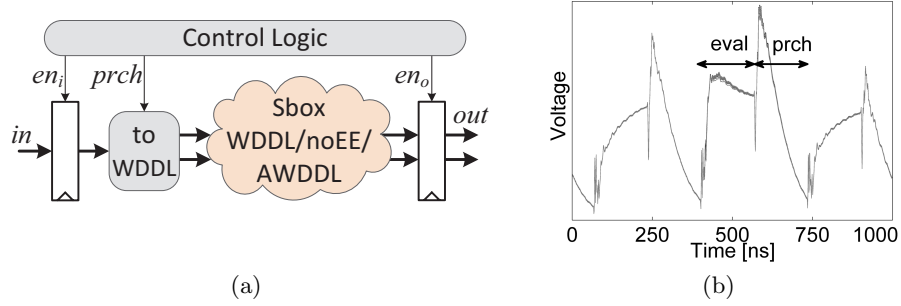 Control Logic
en_i
prch
en_o
in
to
WDDL
Sbox
WDDL/noEE/
AWDDL
out
(a)
Voltage
eval
prch
0 250 500 750 1000
Time [ns]
(b)